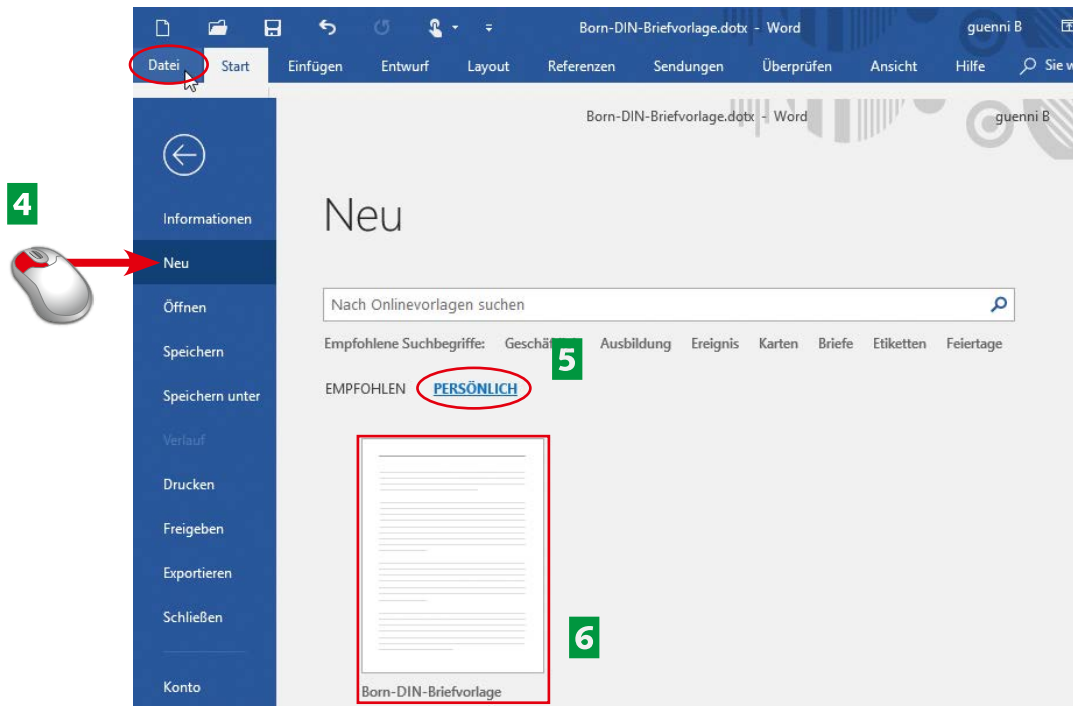 Born-DIN-Briefvorlage.dotx - Word guenni B
Datei Start Einfügen Entwurf Layout Referenzen Sendungen Überprüfen Ansicht Hilfe Sie
Born-DIN-Briefvorlage.dotx - Word guenni B
4
Informationen
Neu
Öffnen
Speichern
Speichern unter
Verlauf
Drucken
Freigeben
Exportieren
Schließen
Konto
Neu
Nach Onlinevorlagen suchen
Empfohlene Suchbegriffe: Ausbildung Ereignis Karten Briefe Etiketten Feiertage
5
EMPFOHLEN PERSÖNLICH
6
Born-DIN-Briefvorlage